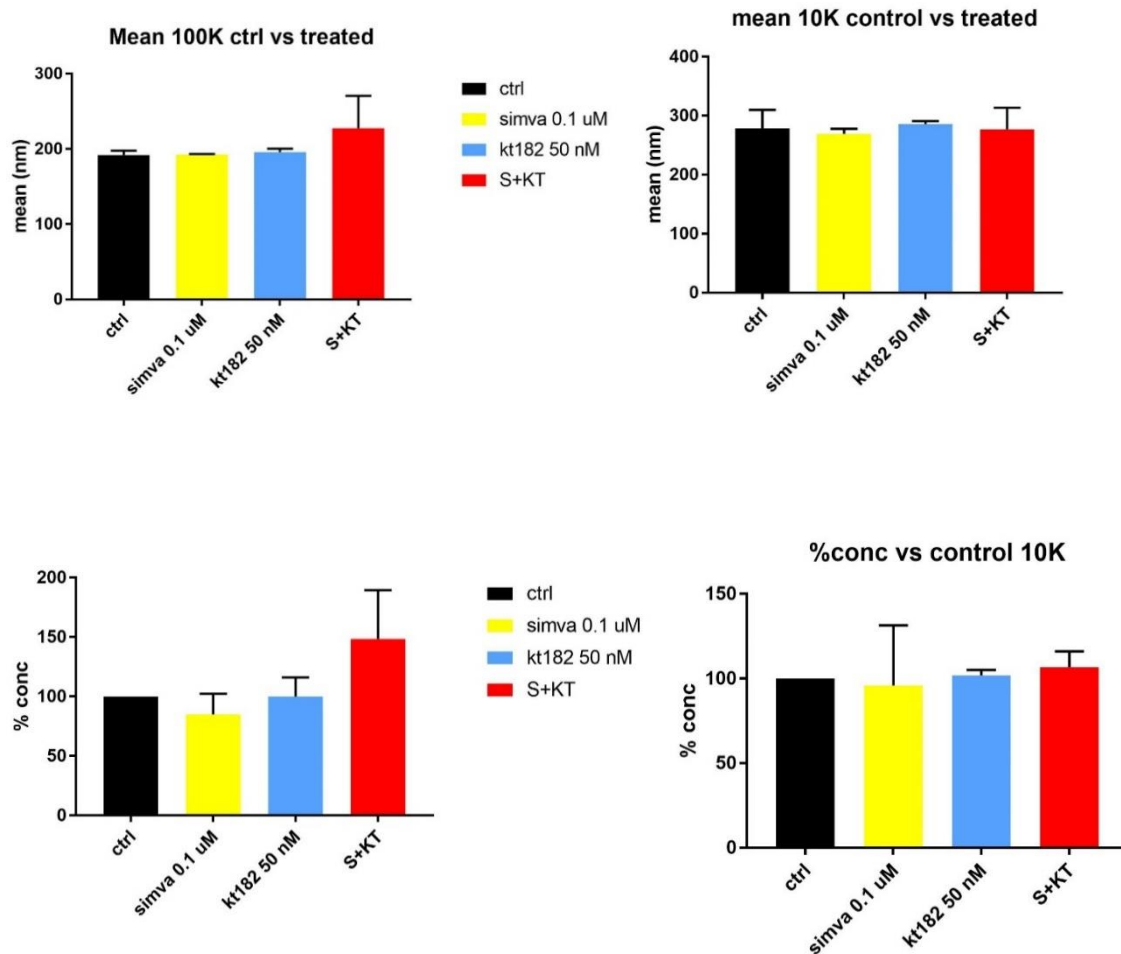 Mean 100K ctrl vs treated
mean (nm)
300
200
100
0
ctrl
simva 0.1 uM
kt182 50 nM
S+KT
ctrl
simva 0.1 uM
kt182 50 nM
S+KT
mean 10K control vs treated
mean (nm)
400
300
200
100
0
ctrl
simva 0.1 uM
kt182 50 nM
S+KT
% conc
200
150
100
50
0
ctrl
simva 0.1 uM
kt182 50 nM
S+KT
ctrl
simva 0.1 uM
kt182 50 nM
S+KT
%conc vs control 10K
% conc
150
100
50
0
ctrl
simva 0.1 uM
kt182 50 nM
S+KT